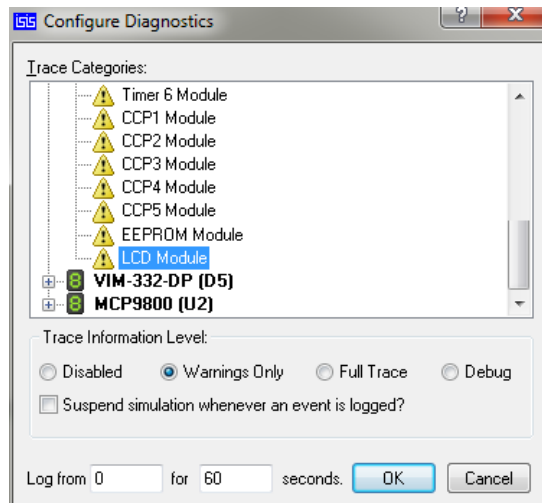 isis Configure Diagnostics ? X
Trace Categories:
Timer 6 Module
CCP1 Module
CCP2 Module
CCP3 Module
CCP4 Module
CCP5 Module
EEPROM Module
LCD Module
VIM-332-DP (D5)
MCP9800 (U2)
Trace Information Level:
Disabled Warnings Only Full Trace Debug
Suspend simulation whenever an event is logged?
Log from 0 for 60 seconds. OK Cancel